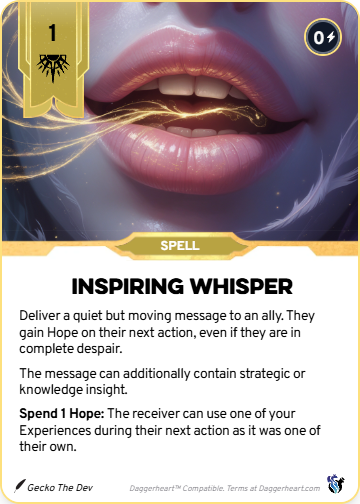 1
0
SPELL
INSPIRING WHISPER
Deliver a quiet but moving message to an ally. They
gain Hope on their next action, even if they are in
complete despair.
The message can additionally contain strategic or
knowledge insight.
Spend 1 Hope: The receiver can use one of your
Experiences during their next action as it was one of
their own.
Gecko The Dev
Daggerheart™ Compatible. Terms at Daggerheart.com